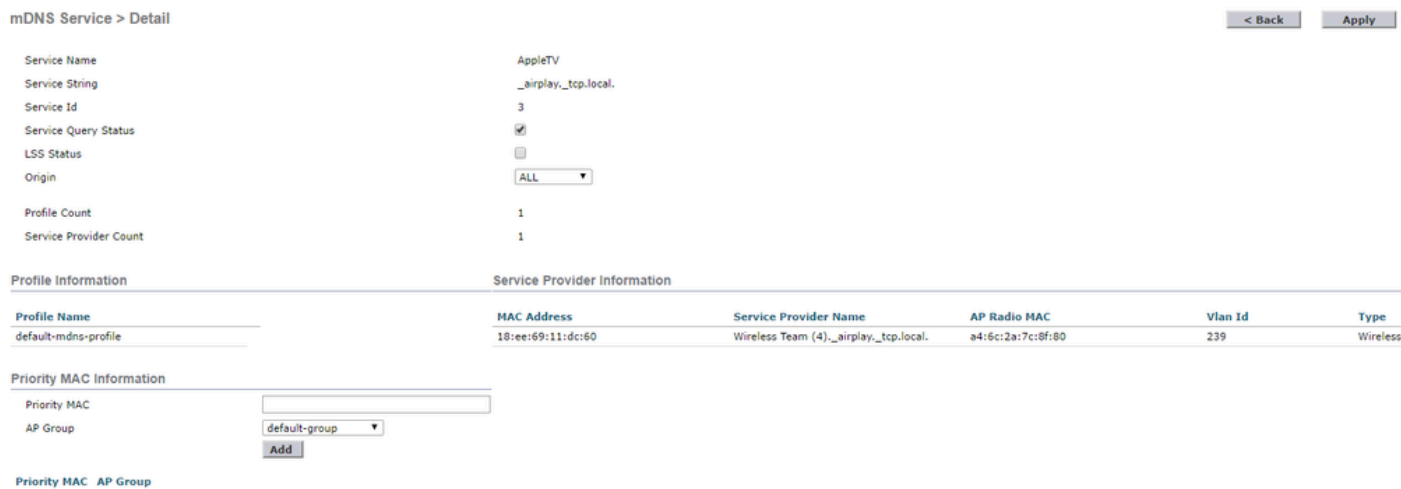 mDNS Service > Detail
< Back Apply
Service Name AppleTV
Service String _airplay._tcp.local.
Service Id 3
Service Query Status
LSS Status
Origin ALL
Profile Count 1
Service Provider Count 1
Profile Information Service Provider Information
Profile Name MAC Address Service Provider Name AP Radio MAC Vlan Id Type
default-mdns-profile 18:ee:69:11:dc:60 Wireless Team (4)._airplay._tcp.local. a4:6c:2a:7c:8f:80 239 Wireless
Priority MAC Information
Priority MAC
AP Group default-group
Add
Priority MAC AP Group